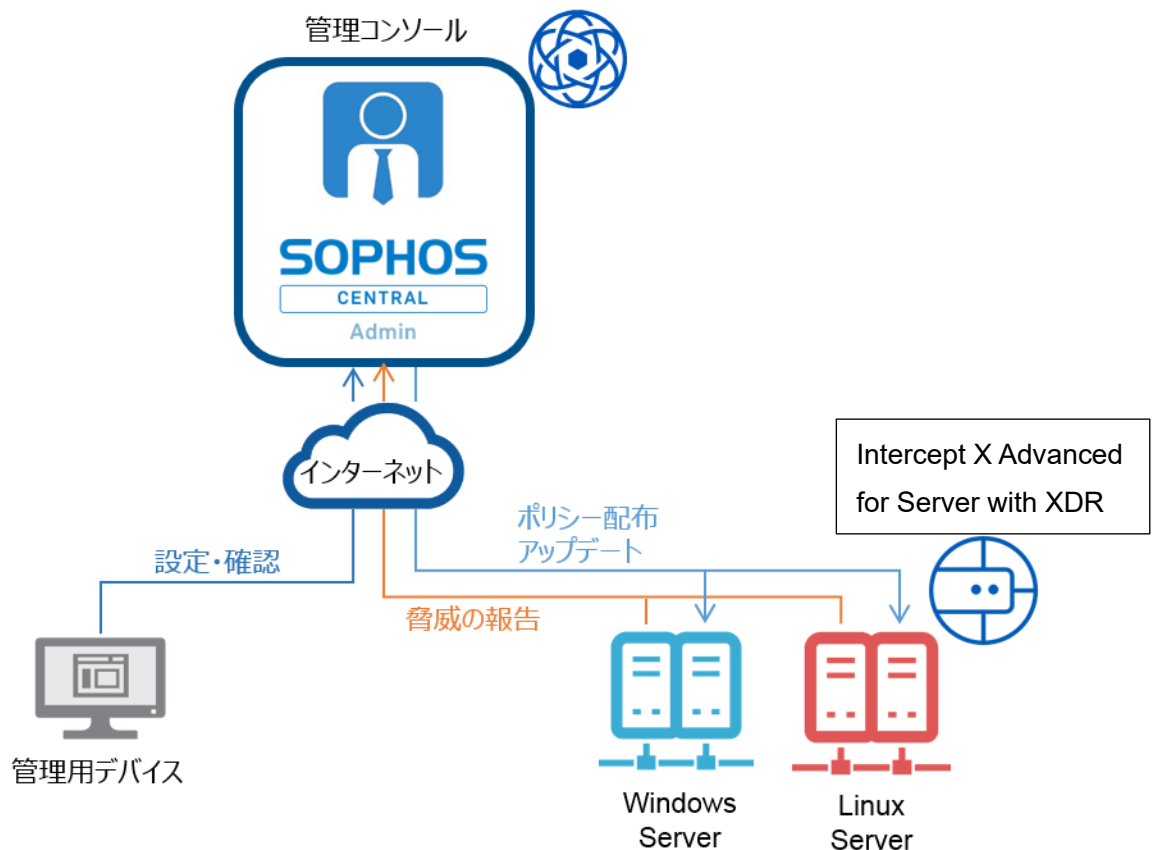 管理コンソール
SOPHOS
CENTRAL
Admin
インターネット
Intercept X Advanced
for Server with XDR
ポリシー配布
アップデート
設定・確認
脅威の報告
管理用デバイス
Windows
Server
Linux
Server